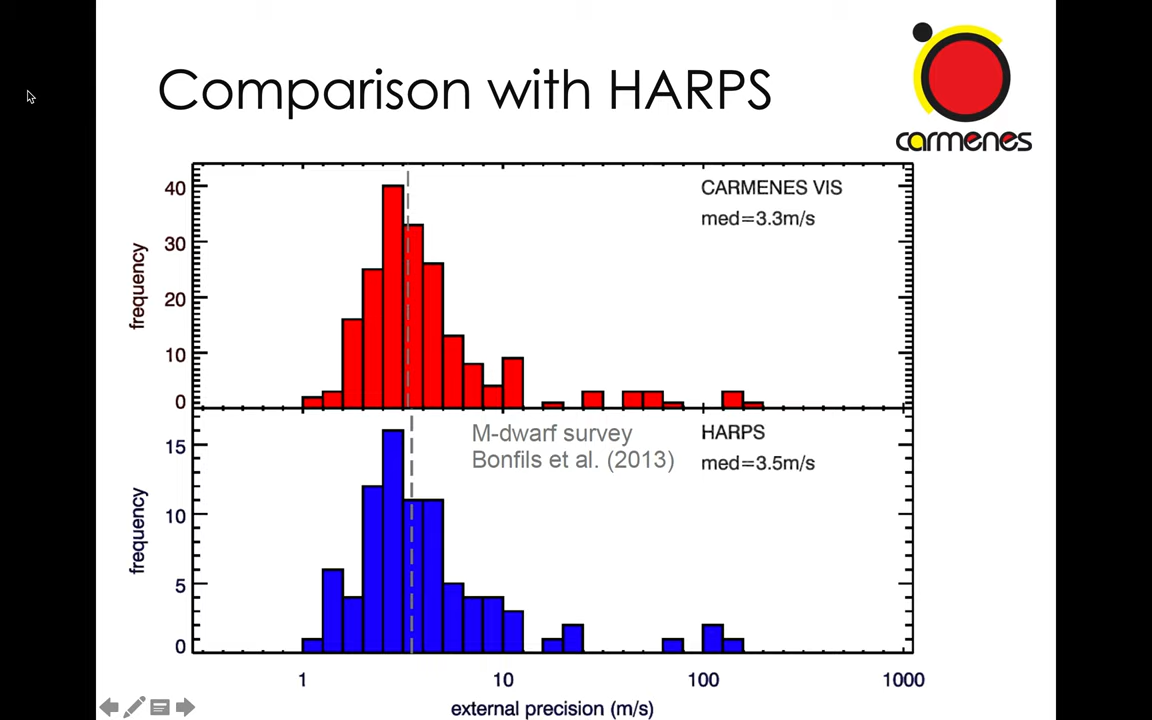 Comparison with HARPS
carmenes
CARMENES VIS
med=3.3m/s
frequency
40
30
20
10
0
M-dwarf survey
Bonfils et al. (2013)
HARPS
med=3.5m/s
frequency
15
10
5
0
1 10 100 1000
external precision (m/s)